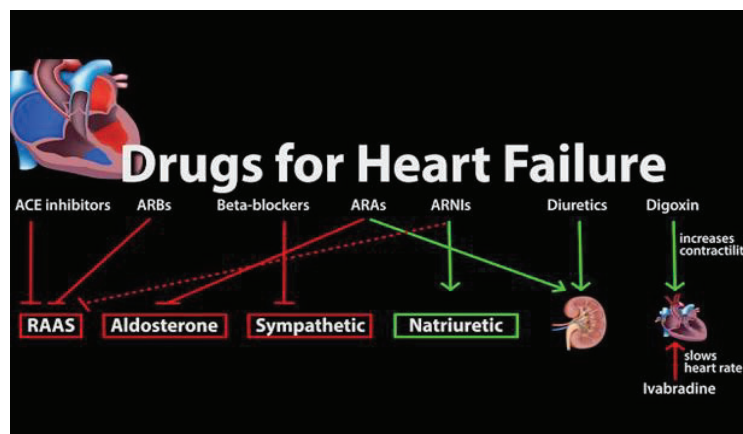 Drugs for Heart Failure
ACE inhibitors ARBs Beta-blockers ARAs ARNIs Diuretics Digoxin
increases
contractilit
RAAS Aldosterone Sympathetic Natriuretic
slows
heart rate
Ivabradine